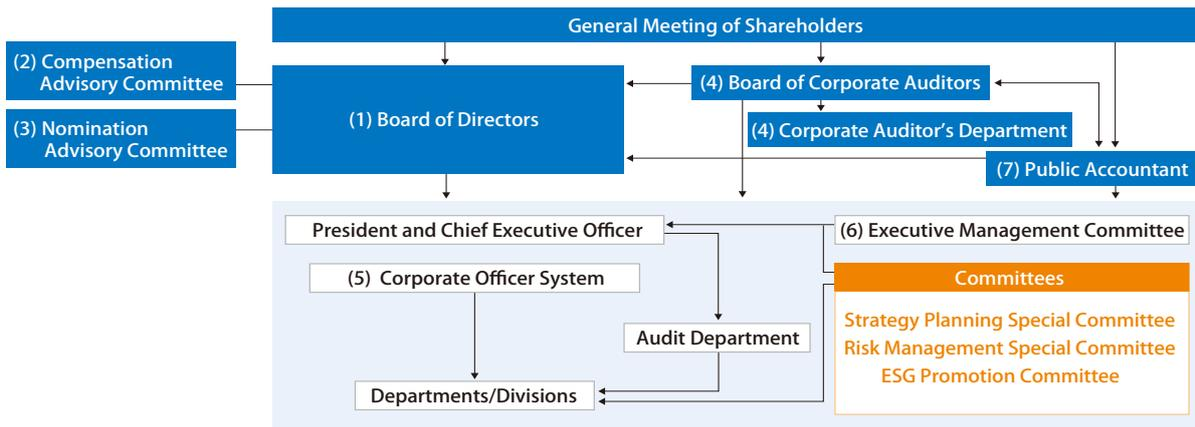 General Meeting of Shareholders
(2) Compensation
Advisory Committee
(3) Nomination
Advisory Committee
(1) Board of Directors
(4) Board of Corporate Auditors
(4) Corporate Auditor’s Department
(7) Public Accountant
President and Chief Executive Officer
(6) Executive Management Committee
(5) Corporate Officer System
Committees
Strategy Planning Special Committee
Risk Management Special Committee
ESG Promotion Committee
Audit Department
Departments/Divisions